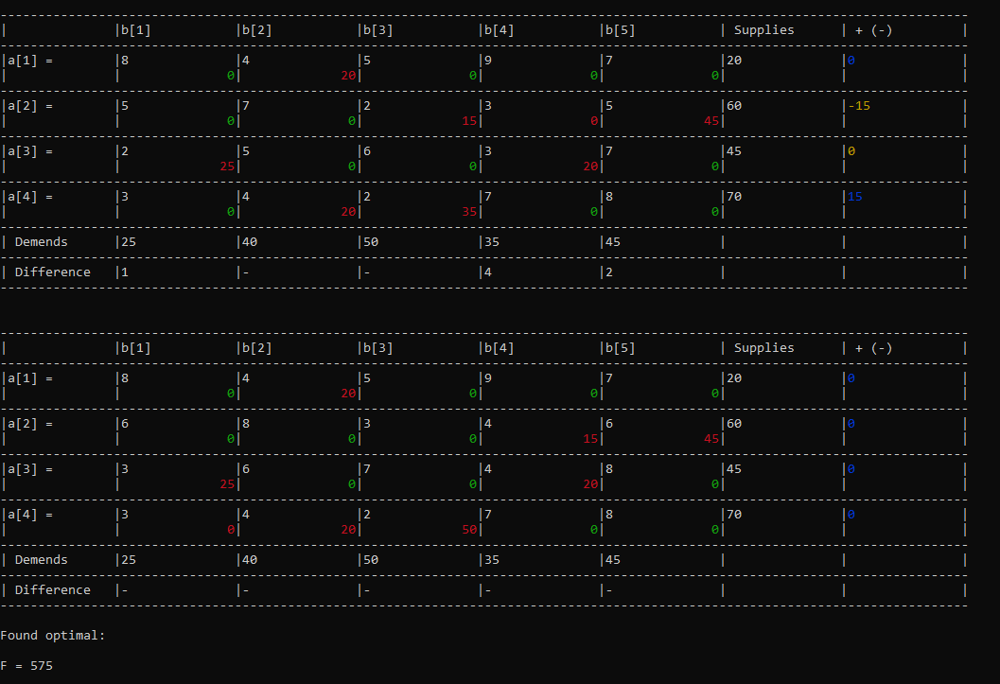 -----------------------------------------------------------------
|              |b[1]           |b[2]           |b[3]           |b[4]           |b[5]           | Supplies      | + (-)         |
-----------------------------------------------------------------
|a[1] =        |8              |4              |5              |9              |7              |20             |0              |
|              |              0|             20|              0|              0|              0|               |               |
-----------------------------------------------------------------
|a[2] =        |5              |7              |2              |3              |5              |60             |-15            |
|              |              0|              0|             15|              0|             45|               |               |
-----------------------------------------------------------------
|a[3] =        |2              |5              |6              |3              |7              |45             |0              |
|              |             25|              0|              0|             20|              0|               |               |
-----------------------------------------------------------------
|a[4] =        |3              |4              |2              |7              |8              |70             |15             |
|              |              0|             20|             35|              0|              0|               |               |
-----------------------------------------------------------------
| Demends      |25             |40             |50             |35             |45             |               |               |
-----------------------------------------------------------------
| Difference   |1              |-              |-              |4              |2              |               |               |
-----------------------------------------------------------------
-----------------------------------------------------------------
|              |b[1]           |b[2]           |b[3]           |b[4]           |b[5]           | Supplies      | + (-)         |
-----------------------------------------------------------------
|a[1] =        |8              |4              |5              |9              |7              |20             |0              |
|              |              0|             20|              0|              0|              0|               |               |
-----------------------------------------------------------------
|a[2] =        |6              |8              |3              |4              |6              |60             |0              |
|              |              0|              0|              0|             15|             45|               |               |
-----------------------------------------------------------------
|a[3] =        |3              |6              |7              |4              |8              |45             |0              |
|              |             25|              0|              0|             20|              0|               |               |
-----------------------------------------------------------------
|a[4] =        |3              |4              |2              |7              |8              |70             |0              |
|              |              0|             20|             50|              0|              0|               |               |
-----------------------------------------------------------------
| Demends      |25             |40             |50             |35             |45             |               |               |
-----------------------------------------------------------------
| Difference   |-              |-              |-              |-              |-              |               |               |
-----------------------------------------------------------------
Found optimal:
F = 575